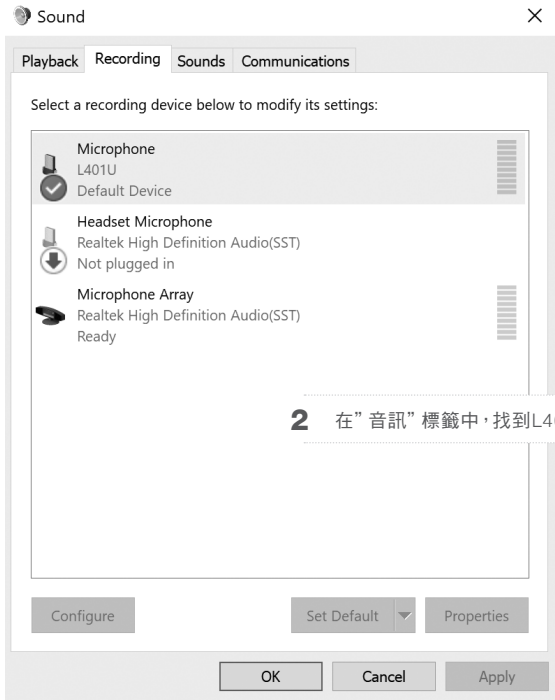 Sound
Playback Recording Sounds Communications
Select a recording device below to modify its settings:
Microphone
L401U
Default Device
Headset Microphone
Realtek High Definition Audio(SST)
Not plugged in
Microphone Array
Realtek High Definition Audio(SST)
Ready
2 在”音訊”標籤中，找到L4
Configure Set Default Properties
OK Cancel Apply